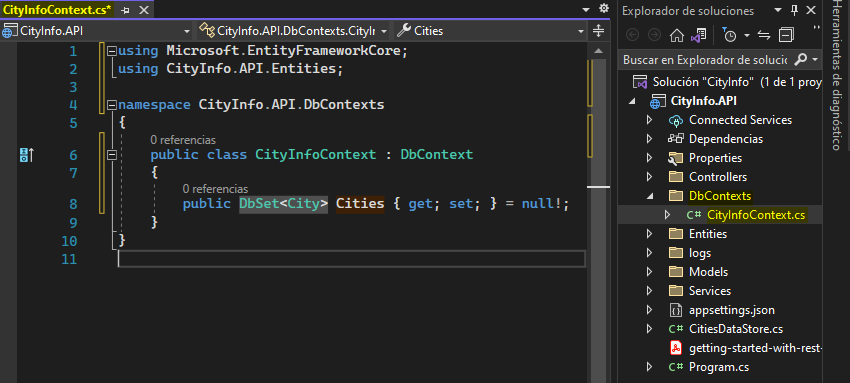 CityInfoContext.cs*
CityInfo.API
CityInfo.API.DbContexts.CityIn
Cities
1 using Microsoft.EntityFrameworkCore;
2 using CityInfo.API.Entities;
3
4 namespace CityInfo.API.DbContexts
5 {
0 referencias
6 public class CityInfoContext : DbContext
7 {
0 referencias
8 public DbSet<City> Cities { get; set; } = null!;
9 }
10 }
11
Explorador de soluciones
Buscar en Explorador de solucio
Solución "CityInfo" (1 de 1 proy
CityInfo.API
Connected Services
Dependencias
Properties
Controllers
DbContexts
C# CityInfoContext.cs
Entities
logs
Models
Services
appsettings.json
C# CitiesDataStore.cs
getting-started-with-rest-
C# Program.cs
Herramientas de diagnóstico